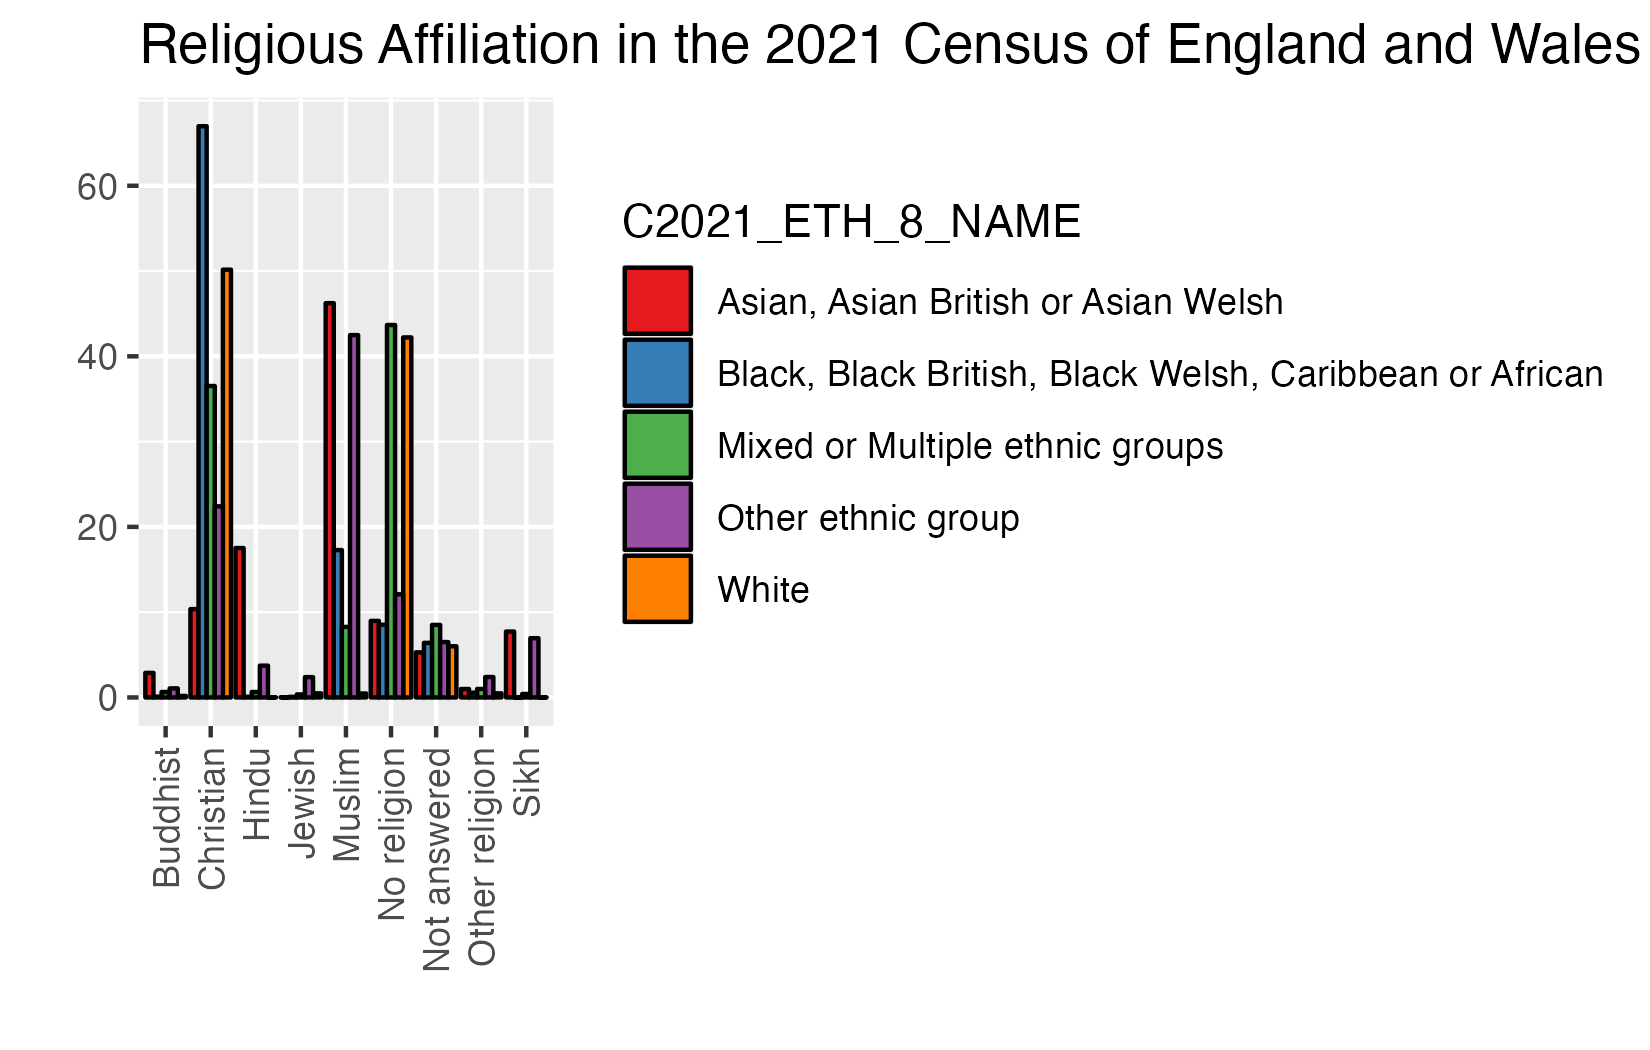 Religious Affiliation in the 2021 Census of England and Wales
60
40
20
0
Buddhist
Christian
Hindu
Jewish
Muslim
No religion
Not answered
Other religion
Sikh
C2021_ETH_8_NAME
Asian, Asian British or Asian Welsh
Black, Black British, Black Welsh, Caribbean or African
Mixed or Multiple ethnic groups
Other ethnic group
White